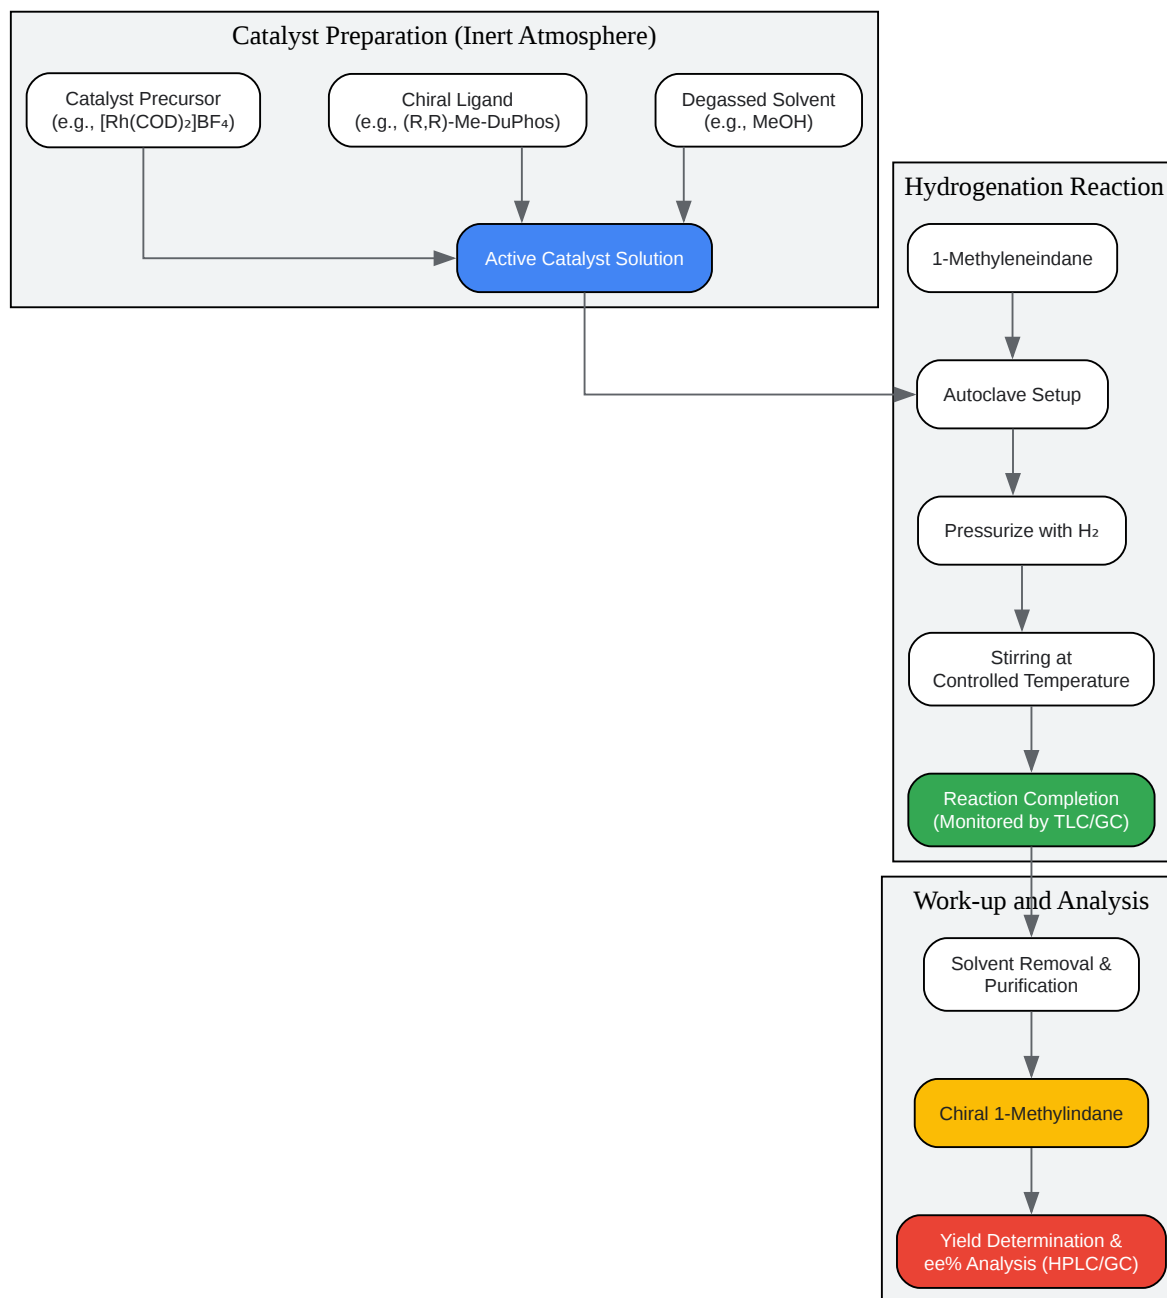 Catalyst Preparation (Inert Atmosphere)
Catalyst Precursor
(e.g., [Rh(COD)₂]BF₄)
Chiral Ligand
(e.g., (R,R)-Me-DuPhos)
Degassed Solvent
(e.g., MeOH)
Active Catalyst Solution
Hydrogenation Reaction
1-Methyleneindane
Autoclave Setup
Pressurize with H₂
Stirring at
Controlled Temperature
Reaction Completion
(Monitored by TLC/GC)
Work-up and Analysis
Solvent Removal &
Purification
Chiral 1-Methylindane
Yield Determination &
ee% Analysis (HPLC/GC)